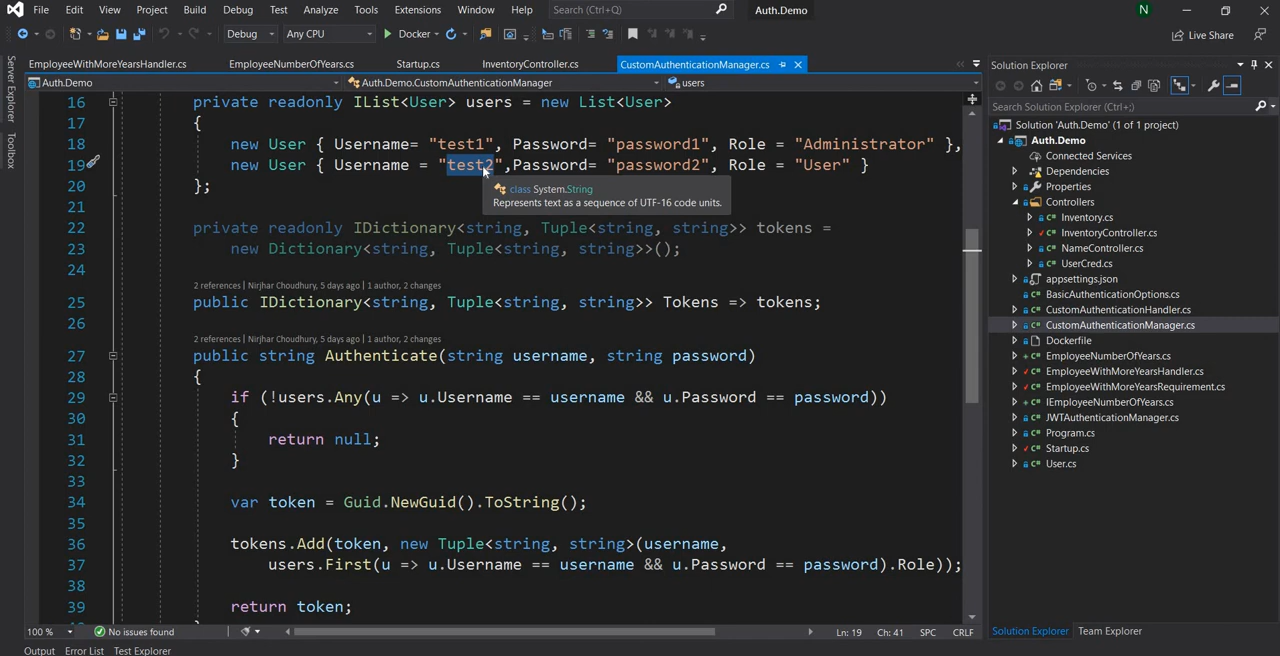 File Edit View Project Build Debug Test Analyze Tools Extensions Window Help Search (Ctrl+Q) Auth.Demo N
Debug Any CPU Docker Live Share
EmployeeWithMoreYearsHandler.cs EmployeeNumberOfYears.cs Startup.cs InventoryController.cs CustomAuthenticationManager.cs
Auth.Demo Auth.Demo.CustomAuthenticationManager users
Server Explorer
Toolbox
16 private readonly IList<User> users = new List<User>
17 {
18 new User { Username= "test1", Password= "password1", Role = "Administrator" },
19 new User { Username = "test2",Password= "password2", Role = "User" }
20 };
class System.String
Represents text as a sequence of UTF-16 code units.
21
22 private readonly IDictionary<string, Tuple<string, string>> tokens =
23 new Dictionary<string, Tuple<string, string>>();
24
2 references | Nirjhar Choudhury, 5 days ago | 1 author, 2 changes
25 public IDictionary<string, Tuple<string, string>> Tokens => tokens;
26
2 references | Nirjhar Choudhury, 5 days ago | 1 author, 2 changes
27 public string Authenticate(string username, string password)
28 {
29 if (!users.Any(u => u.Username == username && u.Password == password))
30 {
31 return null;
32 }
33
34 var token = Guid.NewGuid().ToString();
35
36 tokens.Add(token, new Tuple<string, string>(username,
37 users.First(u => u.Username == username && u.Password == password).Role));
38
39 return token;
100 % No issues found Ln: 19 Ch: 41 SPC CRLF
Output Error List Test Explorer
Solution Explorer
Search Solution Explorer (Ctrl+;)
Solution 'Auth.Demo' (1 of 1 project)
Auth.Demo
Connected Services
Dependencies
Properties
Controllers
C# Inventory.cs
C# InventoryController.cs
C# NameController.cs
C# UserCred.cs
appsettings.json
C# BasicAuthenticationOptions.cs
C# CustomAuthenticationHandler.cs
C# CustomAuthenticationManager.cs
Dockerfile
C# EmployeeNumberOfYears.cs
C# EmployeeWithMoreYearsHandler.cs
C# EmployeeWithMoreYearsRequirement.cs
C# IEmployeeNumberOfYears.cs
C# JWTAuthenticationManager.cs
C# Program.cs
C# Startup.cs
C# User.cs
Solution Explorer Team Explorer